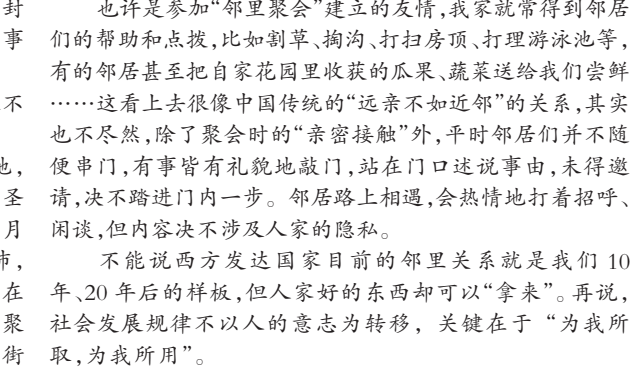 封
事
不
地，
圣
月
在
聚
街
也许是参加“邻里聚会”建立的友情，我家就常得到邻居
们的帮助和点拨，比如割草、掏沟、打扫房顶、打理游泳池等，
有的邻居甚至把自家花园里收获的瓜果、蔬菜送给我们尝鲜
……这看上去很像中国传统的“远亲不如近邻”的关系，其实
也不尽然，除了聚会时的“亲密接触”外，平时邻居们并不随
便串门，有事皆有礼貌地敲门，站在门口述说事由，未得邀
请，决不踏进门内一步。邻居路上相遇，会热情地打着招呼、
闲谈，但内容决不涉及人家的隐私。
不能说西方发达国家目前的邻里关系就是我们 10
年、20 年后的样板，但人家好的东西却可以“拿来”。再说，
社会发展规律不以人的意志为转移，关键在于“为我所
取，为我所用”。